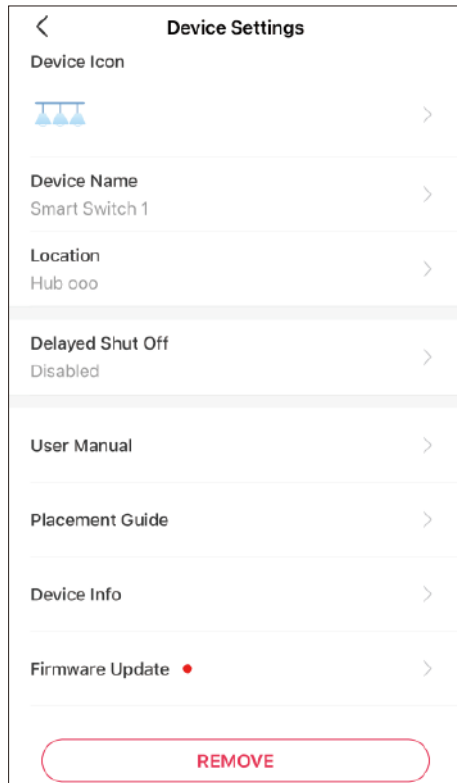 Device Settings
Device Icon
Device Name
Smart Switch 1
Location
Hub ooo
Delayed Shut Off
Disabled
User Manual
Placement Guide
Device Info
Firmware Update
REMOVE